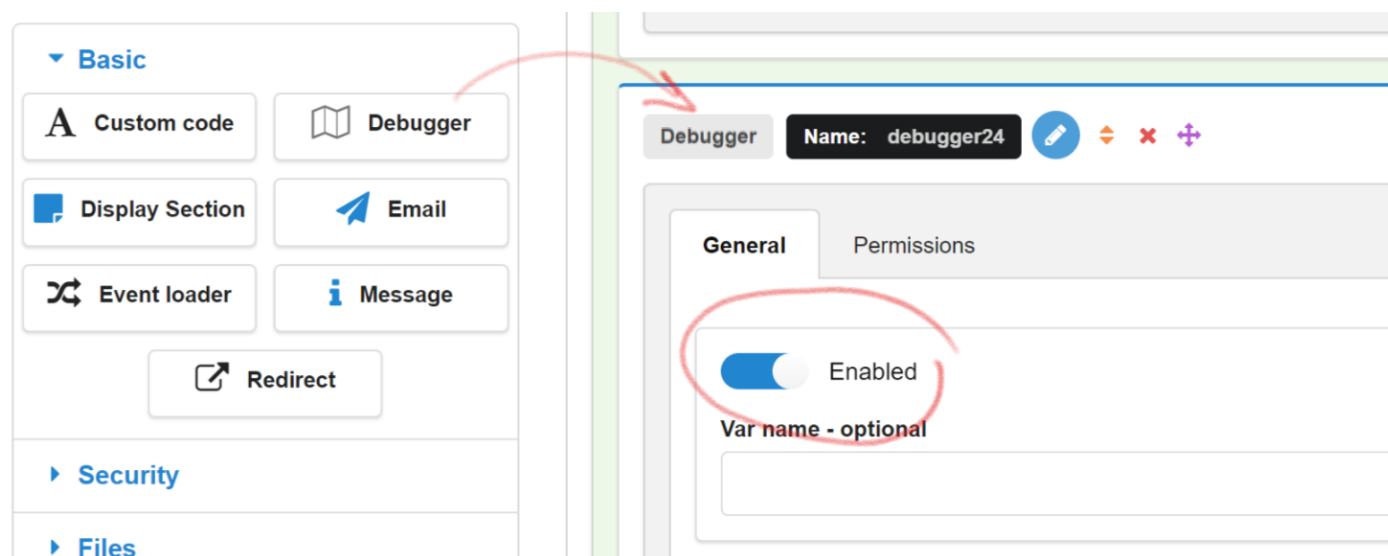 Basic
Custom code
Debugger
Display Section
Email
Event loader
Message
Redirect
Security
Files
Debugger
Name: debugger24
General
Permissions
Enabled
Var name - optional